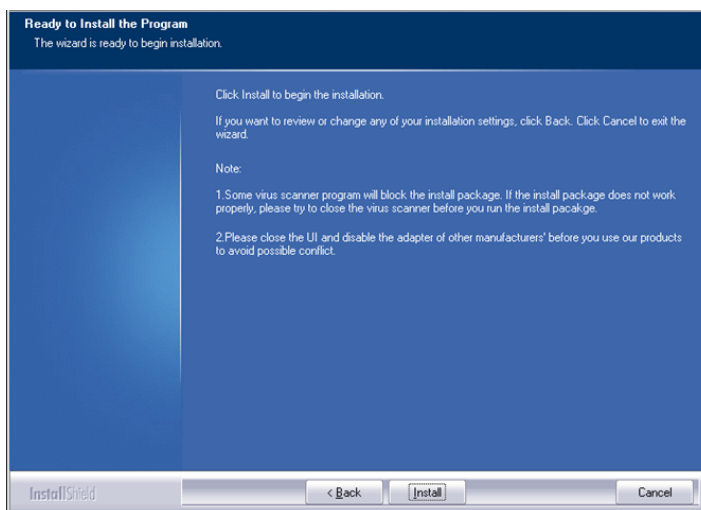 Ready to Install the Program
The wizard is ready to begin installation.
Click Install to begin the installation.
If you want to review or change any of your installation settings, click Back. Click Cancel to exit the
wizard.
Note:
1.Some virus scanner program will block the install package. If the install package does not work
properly, please try to close the virus scanner before you run the install pacakge.
2.Please close the UI and disable the adapter of other manufacturers' before you use our products
to avoid possible conflict.
InstallShield
< Back
Install
Cancel